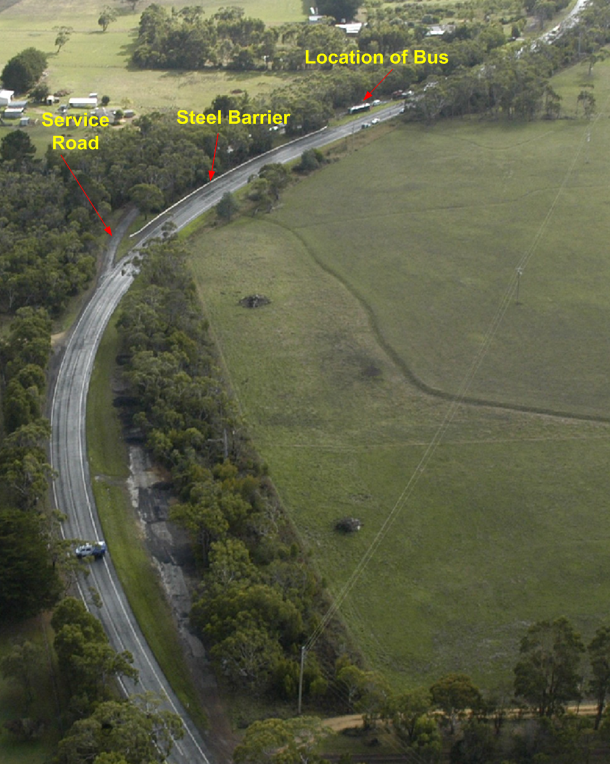 Location of Bus
Steel Barrier
Service
Road